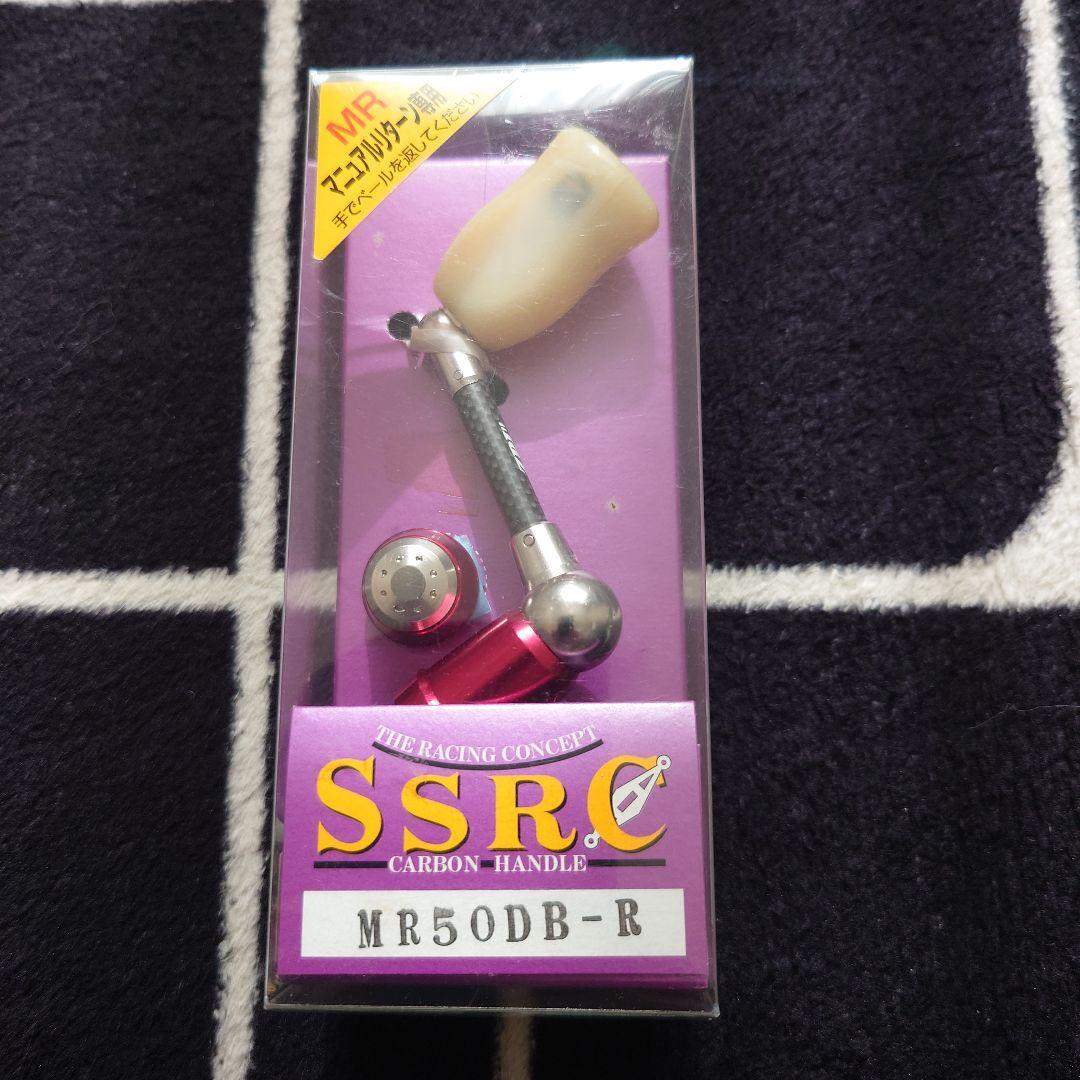 MR
マニュアルリターン専用
手でベールを返してください
THE RACING CONCEPT
SSRC
CARBON HANDLE
MR50DB-R